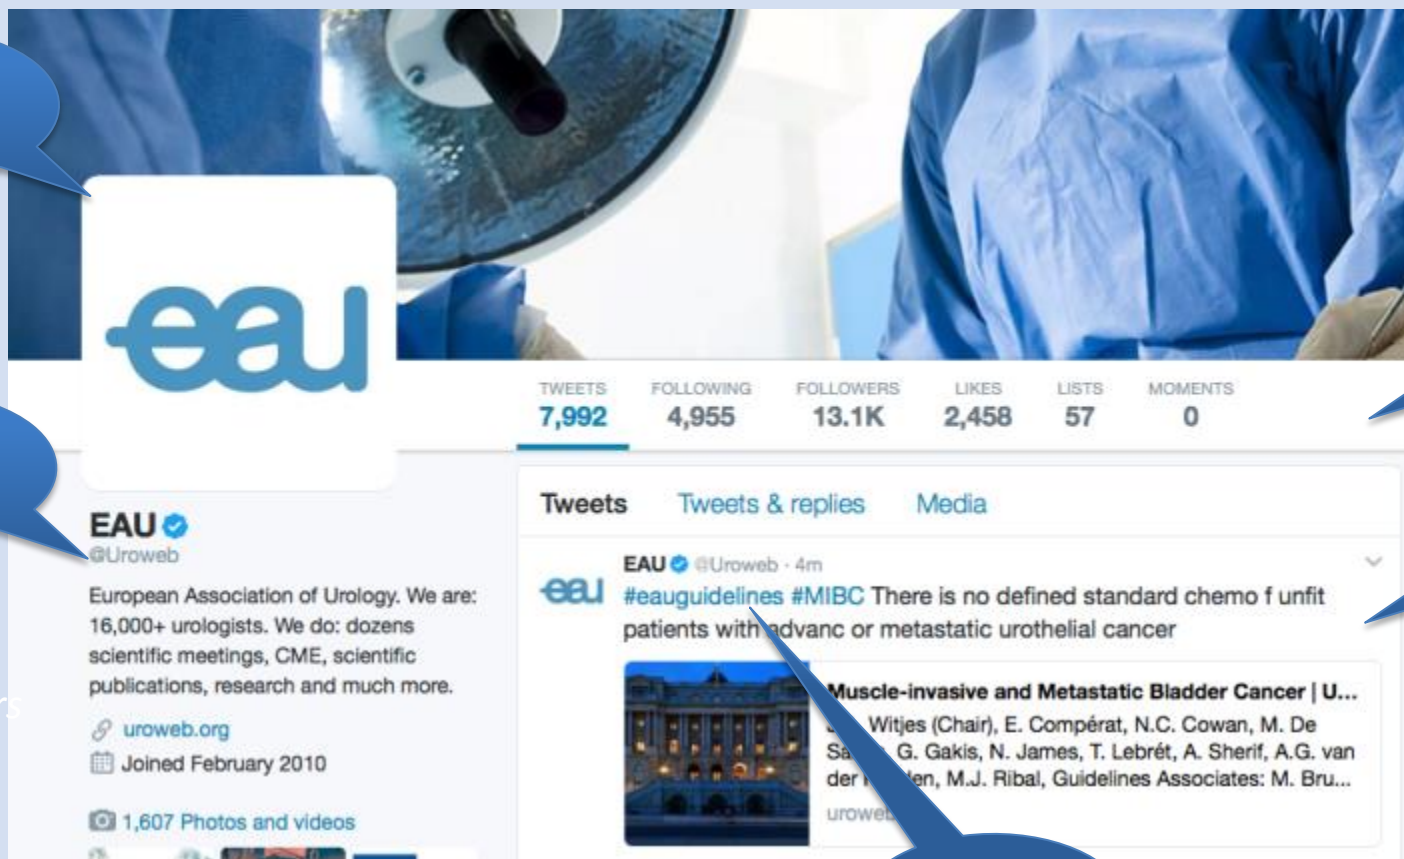 eau
TWEETS FOLLOWING FOLLOWERS LIKES LISTS MOMENTS
7,992 4,955 13.1K 2,458 57 0
Tweets Tweets & replies Media
EAU
@Uroweb
European Association of Urology. We are:
16,000+ urologists. We do: dozens
scientific meetings, CME, scientific
publications, research and much more.
uroweb.org
Joined February 2010
1,607 Photos and videos
EAU @Uroweb · 4m
eau
#eauguidelines #MIBC There is no defined standard chemo f unfit
patients with advanc or metastatic urothelial cancer
Muscle-invasive and Metastatic Bladder Cancer | U...
Witjes (Chair), E. Compérat, N.C. Cowan, M. De
G. Gakis, N. James, T. Lebrét, A. Sherif, A.G. van
der M.J. Ribal, Guidelines Associates: M. Bru...